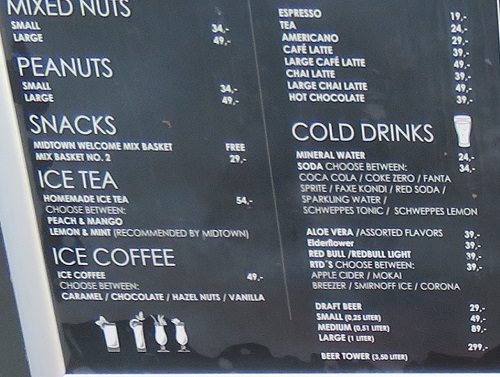 MIXED NUTS
SMALL 34,-
LARGE 49,-
PEANUTS
SMALL 34,-
LARGE 49,-
SNACKS
MIDTOWN WELCOME MIX BASKET FREE
MIX BASKET NO. 2 29,-
ICE TEA
HOMEMADE ICE TEA 54,-
CHOOSE BETWEEN:
PEACH & MANGO
LEMON & MINT (RECOMMENDED BY MIDTOWN)
ICE COFFEE
ICE COFFEE 49,-
CHOOSE BETWEEN:
CARAMEL / CHOCOLATE / HAZEL NUTS / VANILLA
ESPRESSO 19,-
TEA 24,-
AMERICANO 29,-
CAFÉ LATTE 39,-
LARGE CAFÉ LATTE 49,-
CHAI LATTE 39,-
LARGE CHAI LATTE 49,-
HOT CHOCOLATE 39,-
COLD DRINKS
MINERAL WATER 24,-
SODA CHOOSE BETWEEN: 34,-
COCA COLA / COKE ZERO / FANTA
SPRITE / FAXE KONDI / RED SODA /
SPARKLING WATER /
SCHWEPPES TONIC / SCHWEPPES LEMON
ALOE VERA /ASSORTED FLAVORS 39,-
Elderflower 39,-
RED BULL /REDBULL LIGHT 39,-
RTD´S CHOOSE BETWEEN: 39,-
APPLE CIDER / MOKAI
BREEZER / SMIRNOFF ICE / CORONA
DRAFT BEER 29,-
SMALL (0,25 LITER) 49,-
MEDIUM (0,51 LITER) 89,-
LARGE (1 LITER)
299,-
BEER TOWER (3,50 LITER)